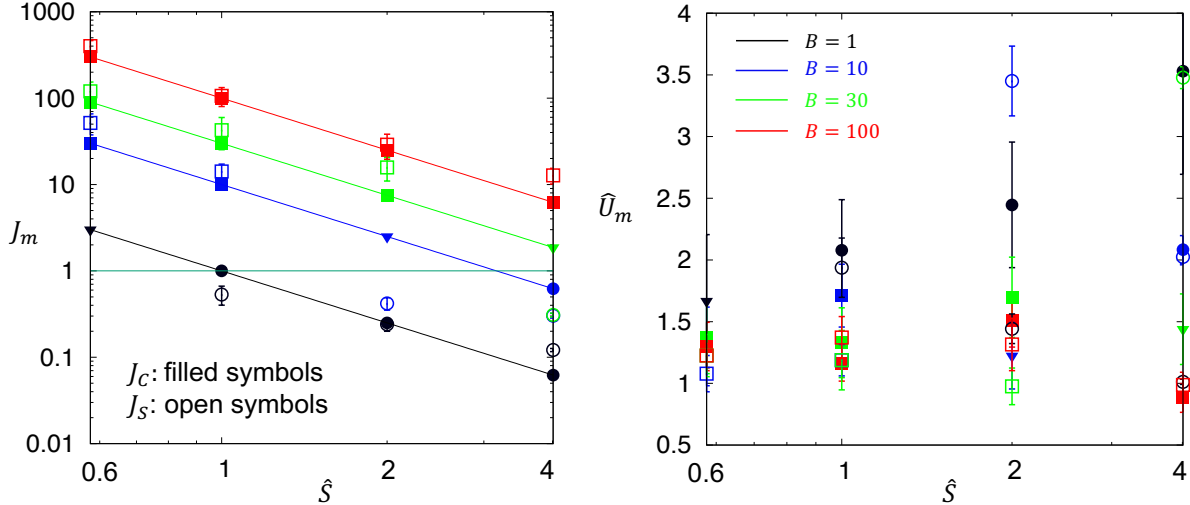 1000
100
10
1
0.1
0.01
J_m
J_C: filled symbols
J_S: open symbols
0.6
1
2
4
Ŝ
4
3.5
3
2.5
2
1.5
1
0.5
Û_m
B = 1
B = 10
B = 30
B = 100
0.6
1
2
4
Ŝ